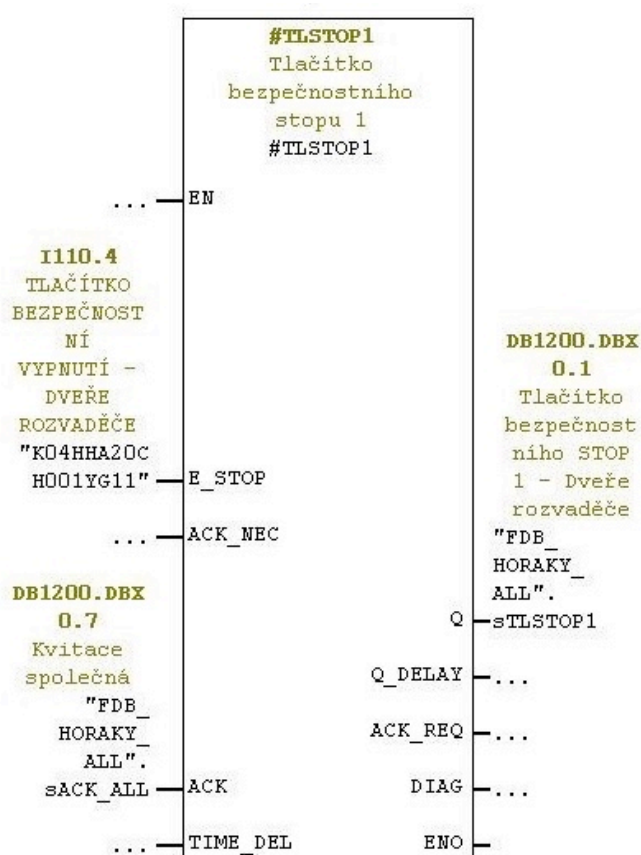 #TLSTOP1
Tlačítko
bezpečnostního
stopu 1
#TLSTOP1
... EN
I110.4
TLAČÍTKO
BEZPEČNOST
NÍ
VYPNUTÍ -
DVEŘE
ROZVADĚČE
"K04HHA20C
H001YG11" E_STOP
... ACK_NEC
DB1200.DBX
0.7
Kvitace
společná
"FDB_
HORAKY_
ALL".
sACK_ALL ACK
... TIME_DEL
DB1200.DBX
0.1
Tlačítko
bezpečnost
ního STOP
1 - Dveře
rozvaděče
"FDB_
HORAKY_
ALL".
Q sTLSTOP1
Q_DELAY ...
ACK_REQ ...
DIAG ...
ENO